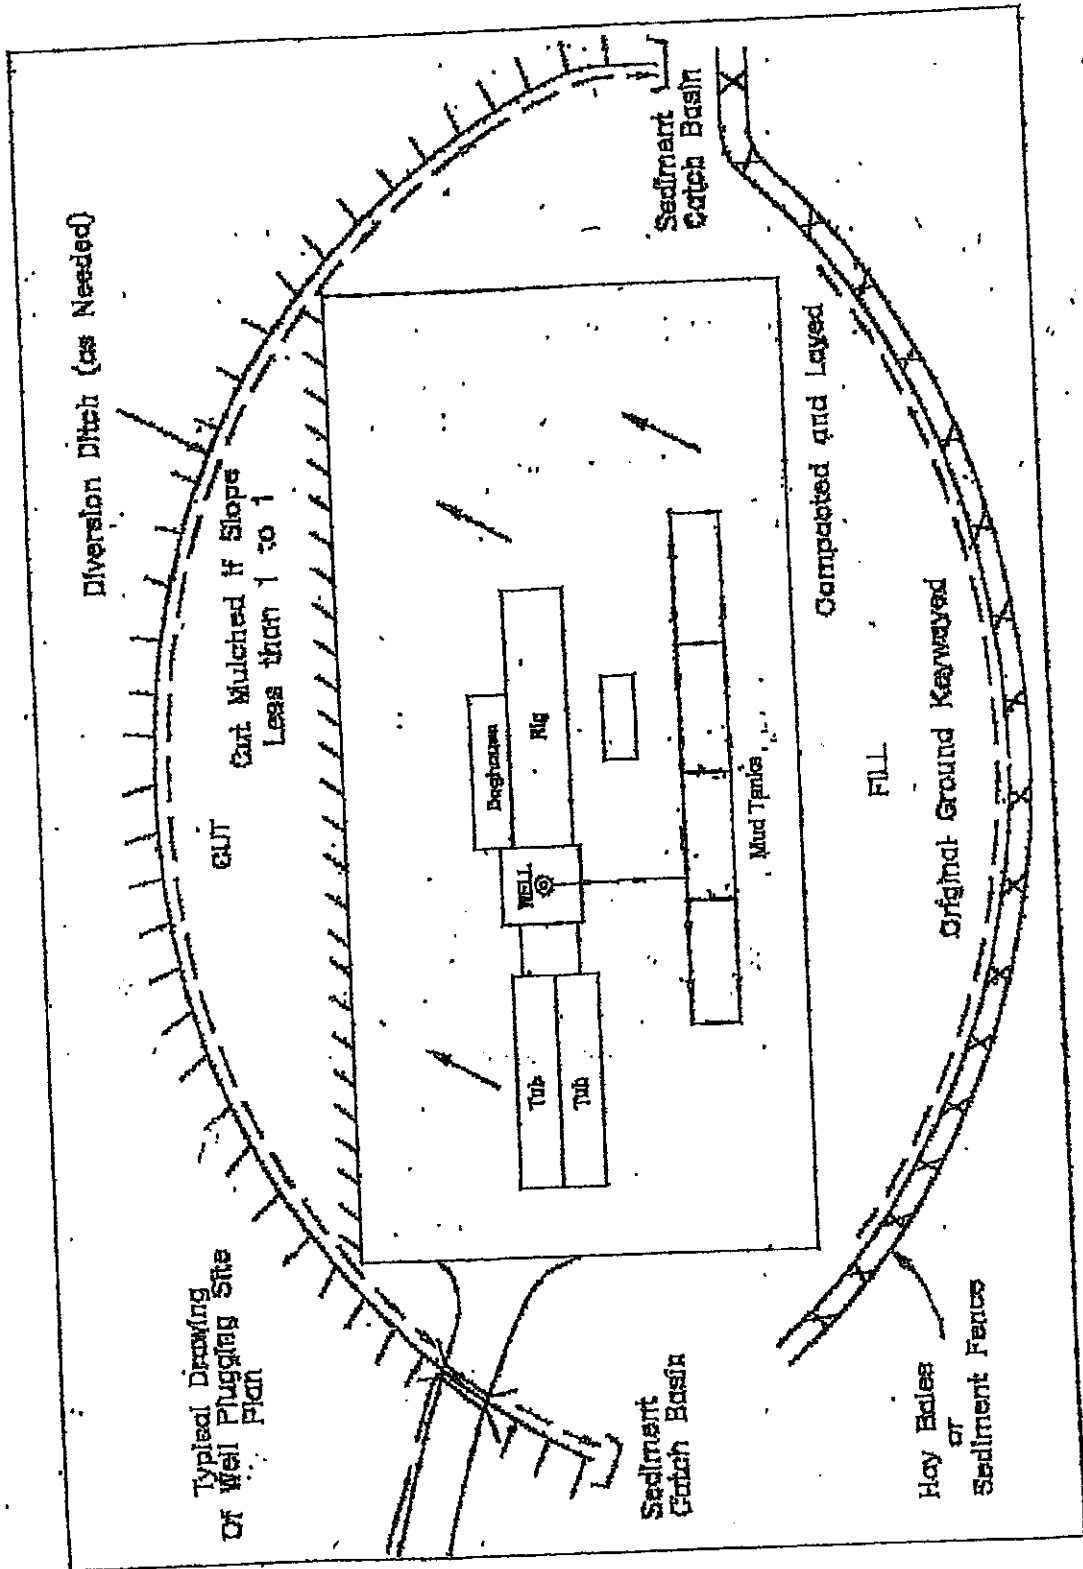 Typical Drawing
Of Well Plugging Site
Plan
Diversion Ditch (as Needed)
CUT
Cut Mulched if Slope
Less than 1 to 1
Doghouse
Rig
WELL
Tub
Tub
Mud Tanks
Sediment
Catch Basin
Sediment
Catch Basin
Compacted and Layed
FILL
Original Ground Keywayed
Hay Bales
or
Sediment Fence